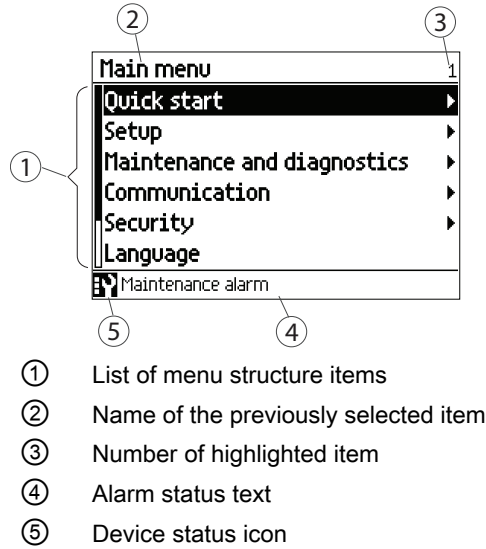 ② ③
Main menu 1
Quick start
Setup
① Maintenance and diagnostics
Communication
Security
Language
Maintenance alarm
⑤ ④
① List of menu structure items
② Name of the previously selected item
③ Number of highlighted item
④ Alarm status text
⑤ Device status icon